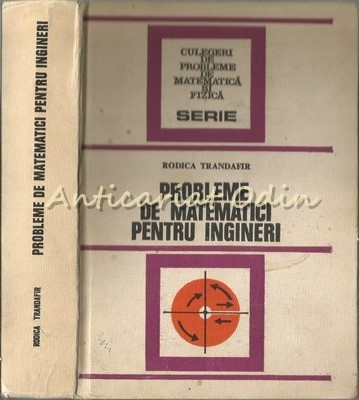 PROBLEME DE MATEMATICI PENTRU INGINERI
RODICA TRANDAFIR
CULEGERI
DE
PROBLEME
DE
MATEMATICĂ
ȘI
FIZICĂ
SERIE
RODICA TRANDAFIR
PROBLEME
DE MATEMATICI
PENTRU INGINERI
Anticariat Odin